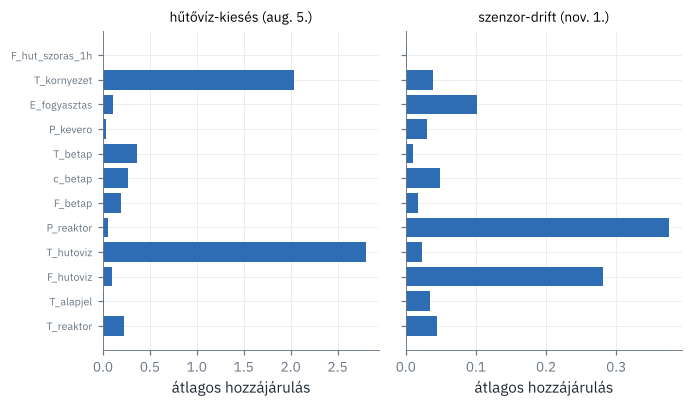 hűtővíz-kiesés (aug. 5.)
szenzor-drift (nov. 1.)
F_hut_szoras_1h
T_kornyezet
E_fogyasztas
P_kevero
T_betap
c_betap
F_betap
P_reaktor
T_hutoviz
F_hutoviz
T_alapjel
T_reaktor
0.0 0.5 1.0 1.5 2.0 2.5
0.0 0.1 0.2 0.3
átlagos hozzájárulás
átlagos hozzájárulás